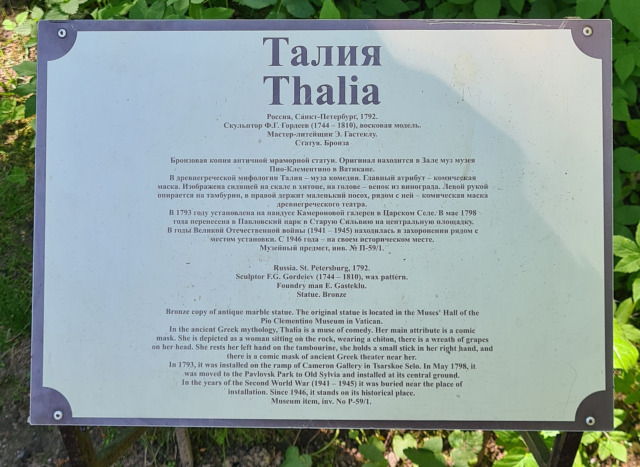 Талия
Thalia
Россия, Санкт-Петербург, 1792.
Скульптор Ф.Г. Гордеев (1744 – 1810), восковая модель.
Мастер-литейщик Э. Гастеклу.
Статуя. Бронза
Бронзовая копия античной мраморной статуи. Оригинал находится в Зале муз музея
Пио-Клементино в Ватикане.
В древнегреческой мифологии Талия – муза комедии. Главный атрибут – комическая
маска. Изображена сидящей на скале в хитоне, на голове – венок из винограда. Левой рукой
опирается на тамбурин, в правой держит маленький посох, рядом с ней – комическая маска
древнегреческого театра.
В 1793 году установлена на пандусе Камероновой галереи в Царском Селе. В мае 1798
года перенесена в Павловский парк в Старую Сильвию на центральную площадку.
В годы Великой Отечественной войны (1941 – 1945) находилась в захоронении рядом с
местом установки. С 1946 года – на своем историческом месте.
Музейный предмет, инв. № П-59/1.
Russia. St. Petersburg, 1792.
Sculptor F.G. Gordeiev (1744 – 1810), wax pattern.
Foundry man E. Gasteklu.
Statue. Bronze
Bronze copy of antique marble statue. The original statue is located in the Muses' Hall of the
Pio Clementino Museum in Vatican.
In the ancient Greek mythology, Thalia is a muse of comedy. Her main attribute is a comic
mask. She is depicted as a woman sitting on the rock, wearing a chiton, there is a wreath of grapes
on her head. She rests her left hand on the tambourine, she holds a small stick in her right hand, and
there is a comic mask of ancient Greek theater near her.
In 1793, it was installed on the ramp of Cameron Gallery in Tsarskoe Selo. In May 1798, it
was moved to the Pavlovsk Park to Old Sylvia and installed at its central ground.
In the years of the Second World War (1941 – 1945) it was buried near the place of
installation. Since 1946, it stands on its historical place.
Museum item, inv. No P-59/1.